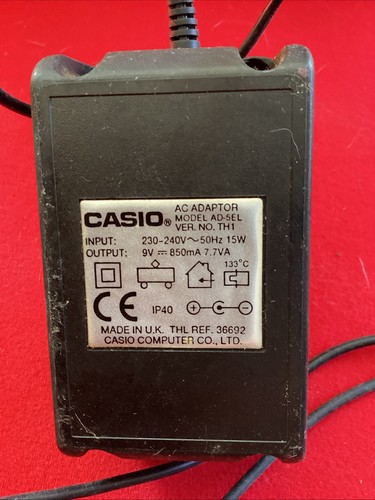 CASIO®
AC ADAPTOR
MODEL AD-5EL
VER. NO. TH1
INPUT: 230-240V~50Hz 15W
OUTPUT: 9V ⎓ 850mA 7.7VA
133°C
CE IP40
MADE IN U.K. THL REF. 36692
CASIO COMPUTER CO., LTD.